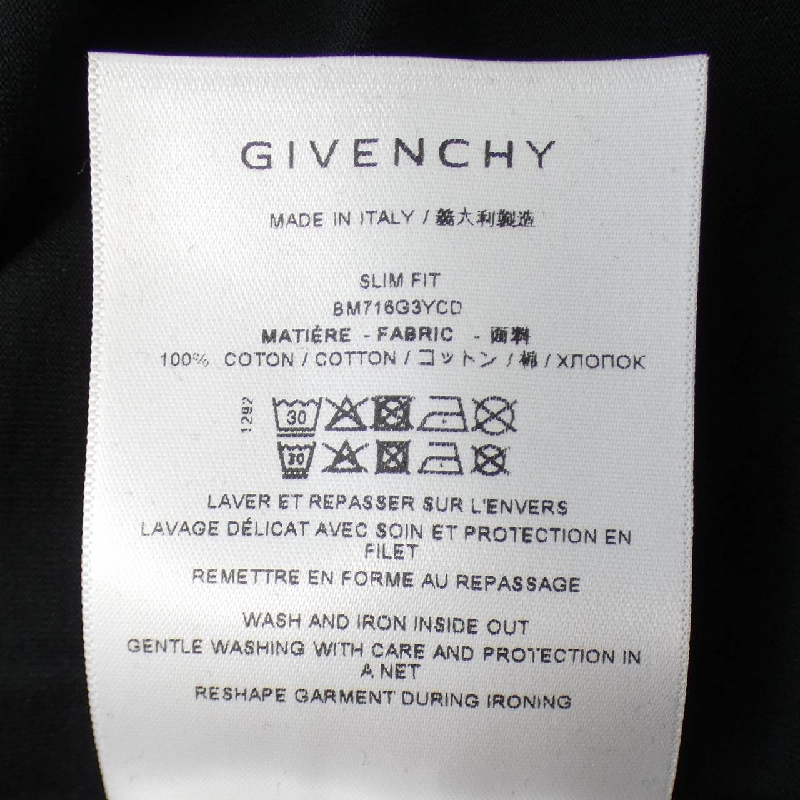 GIVENCHY
MADE IN ITALY / 義大利製造
SLIM FIT
BM716G3YCD
MATIÈRE - FABRIC - 面料
100% COTON / COTTON / コットン / 棉 / ХЛОПОК
1292
30
30
LAVER ET REPASSER SUR L'ENVERS
LAVAGE DÉLICAT AVEC SOIN ET PROTECTION EN
FILET
REMETTRE EN FORME AU REPASSAGE
WASH AND IRON INSIDE OUT
GENTLE WASHING WITH CARE AND PROTECTION IN
A NET
RESHAPE GARMENT DURING IRONING